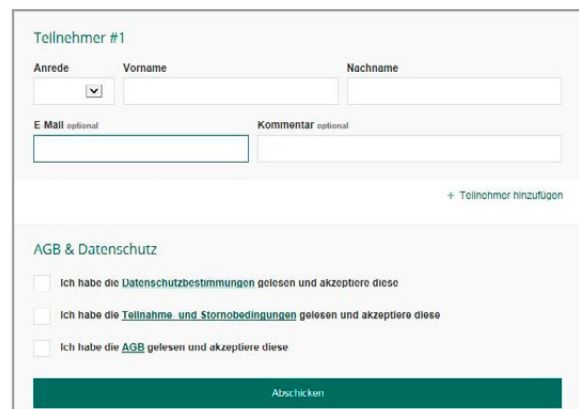 Teilnehmer #1
Anrede Vorname Nachname
E-Mail optional Kommentar optional
+ Teilnehmer hinzufügen
AGB & Datenschutz
Ich habe die Datenschutzbestimmungen gelesen und akzeptiere diese
Ich habe die Teilnahme- und Stornobedingungen gelesen und akzeptiere diese
Ich habe die AGB gelesen und akzeptiere diese
Abschicken